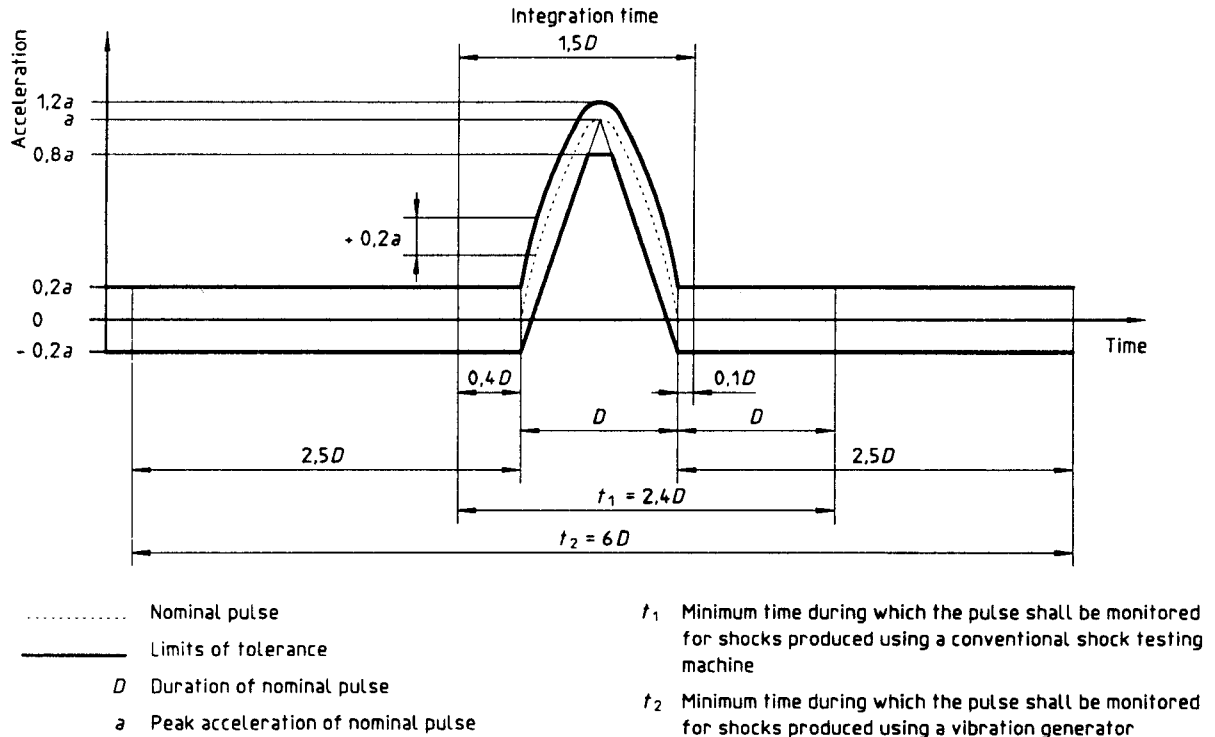 Integration time
1,5D
Acceleration
1,2a
a
0,8a
+ 0,2a
0,2a
0
- 0,2a
Time
0,4D
0,1D
D
D
2,5D
2,5D
t₁ = 2,4D
t₂ = 6D
Nominal pulse
Limits of tolerance
D Duration of nominal pulse
a Peak acceleration of nominal pulse
t₁ Minimum time during which the pulse shall be monitored
for shocks produced using a conventional shock testing
machine
t₂ Minimum time during which the pulse shall be monitored
for shocks produced using a vibration generator